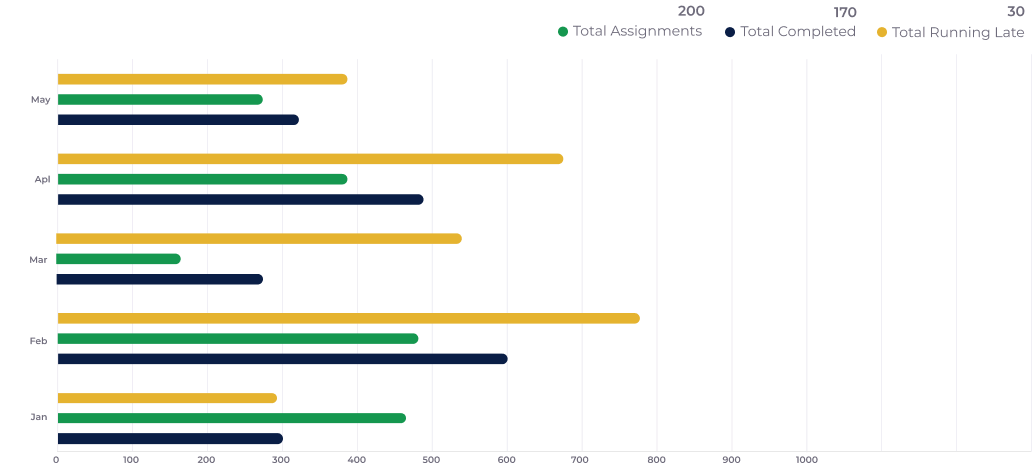 200 170 30
Total Assignments Total Completed Total Running Late
May
Apl
Mar
Feb
Jan
0 100 200 300 400 500 600 700 800 900 1000